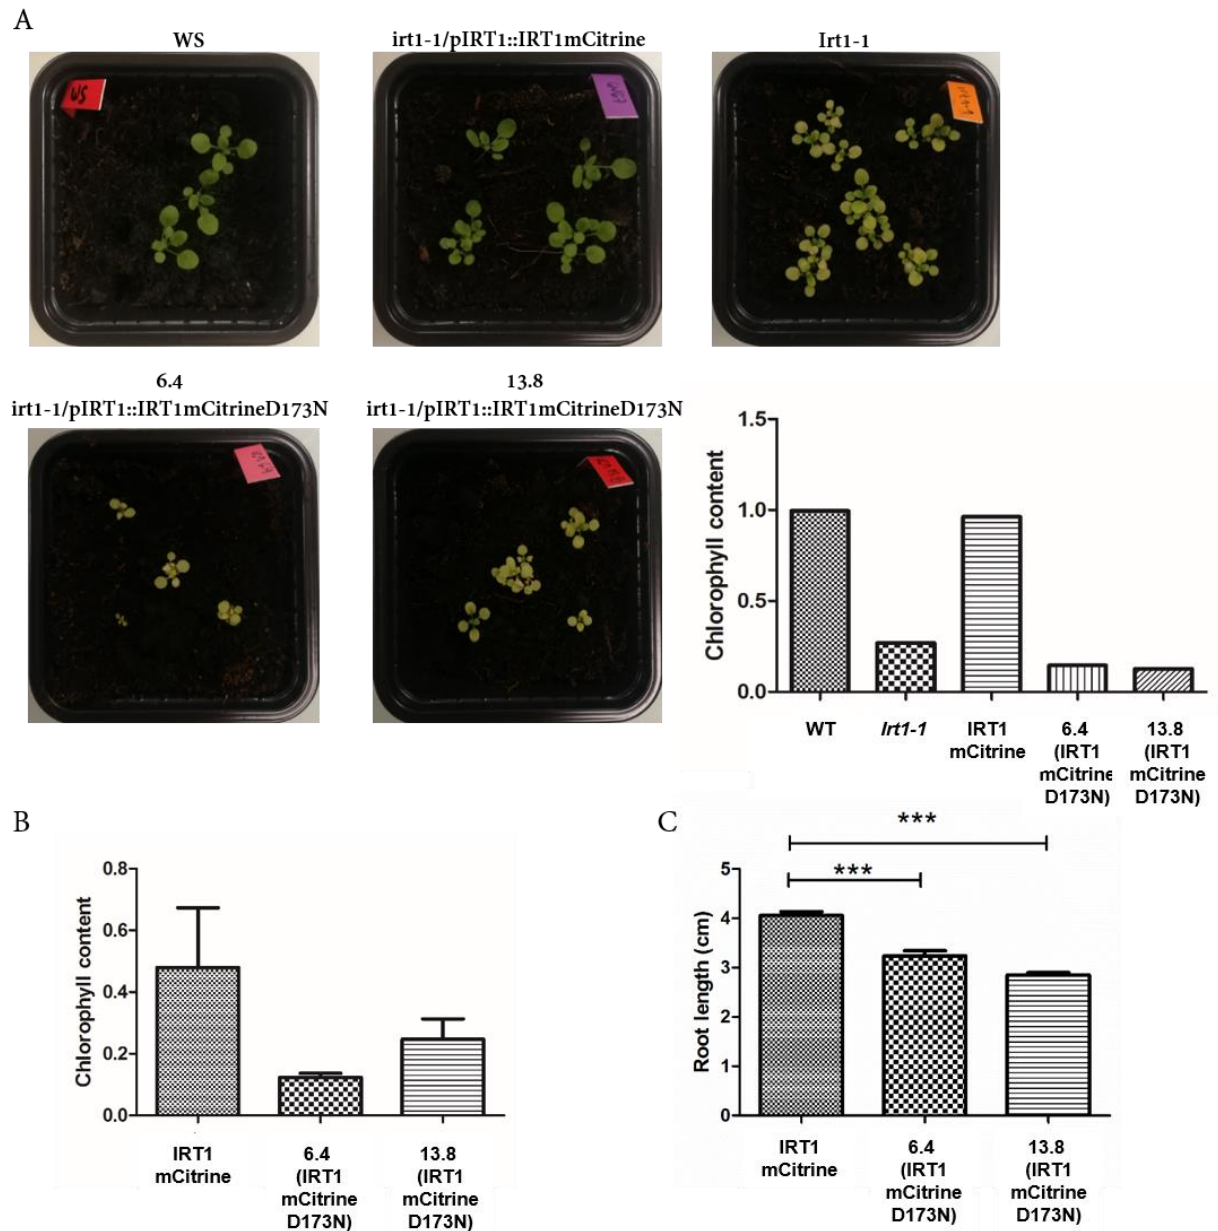 A
WS
irt1-1/pIRT1::IRT1mCitrine
Irt1-1
WS
6.4
irt1-1/pIRT1::IRT1mCitrineD173N
13.8
irt1-1/pIRT1::IRT1mCitrineD173N
Chlorophyll content
1.5
1.0
0.5
0.0
WT
Irt1-1
IRT1
mCitrine
6.4
(IRT1
mCitrine
D173N)
13.8
(IRT1
mCitrine
D173N)
B
Chlorophyll content
0.8
0.6
0.4
0.2
0.0
IRT1
mCitrine
6.4
(IRT1
mCitrine
D173N)
13.8
(IRT1
mCitrine
D173N)
C
***
***
Root length (cm)
5
4
3
2
1
0
IRT1
mCitrine
6.4
(IRT1
mCitrine
D173N)
13.8
(IRT1
mCitrine
D173N)